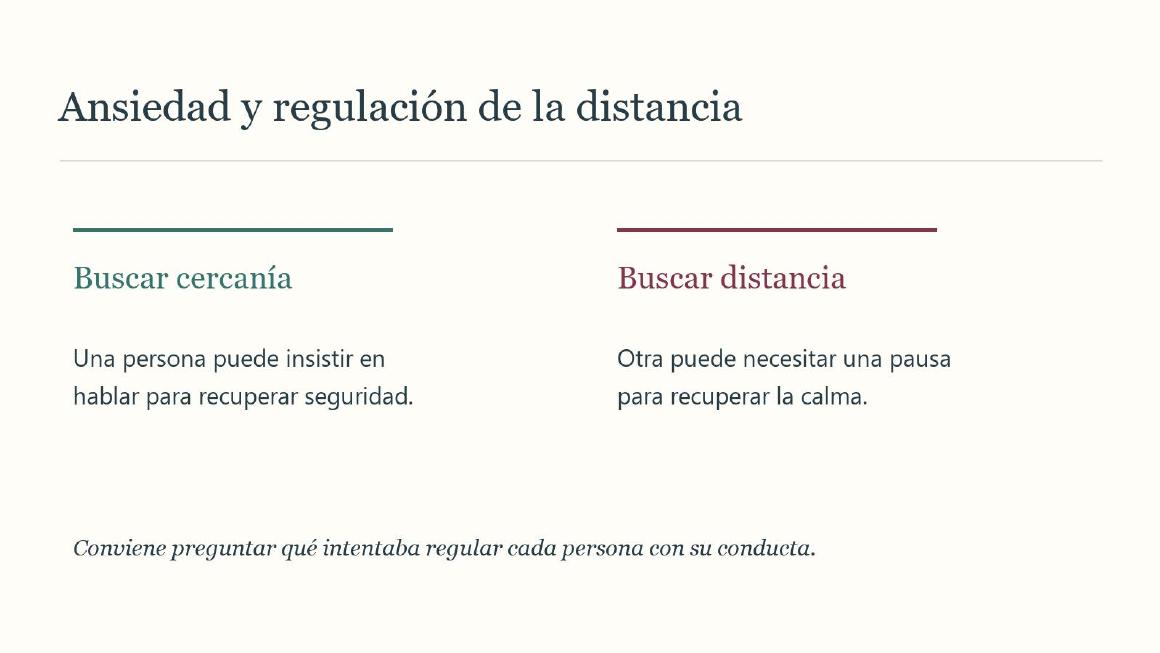 Ansiedad y regulación de la distancia
Buscar cercanía
Una persona puede insistir en
hablar para recuperar seguridad.
Buscar distancia
Otra puede necesitar una pausa
para recuperar la calma.
Conviene preguntar qué intentaba regular cada persona con su conducta.